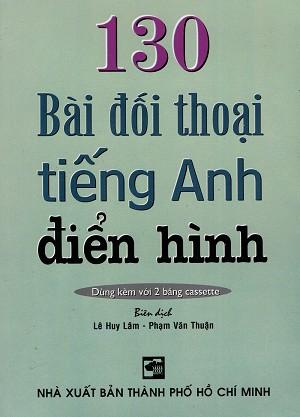 130
Bài đối thoại
tiếng Anh
điển hình
Dùng kèm với 2 băng cassette
Biên dịch
Lê Huy Lâm - Phạm Văn Thuận
NHÀ XUẤT BẢN THÀNH PHỐ HỒ CHÍ MINH